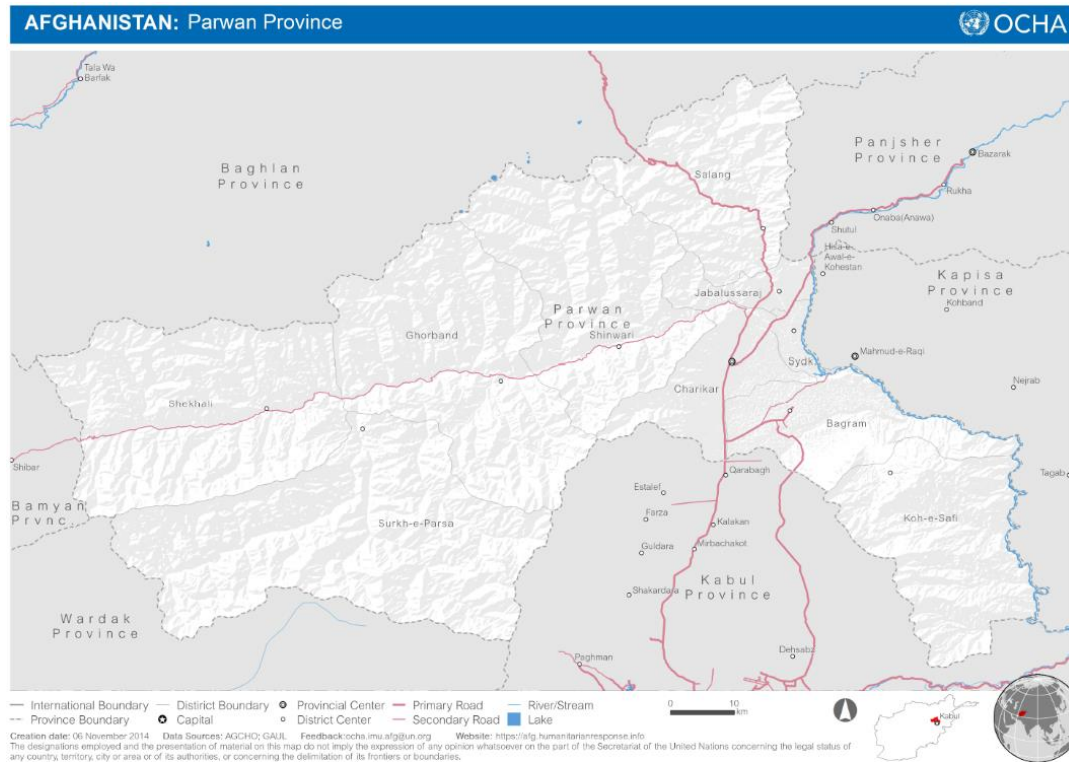 AFGHANISTAN: Parwan Province
OCHA
Tala Wa
Barfak
Baghlan
Province
Salang
Panjsher
Province
Bazarak
Rukha
Onaba(Anawa)
Shutul
Hisa-e-
Awal-e-
Kohestan
Kapisa
Province
Kohband
Jabalussaraj
Parwan
Province
Ghorband
Shinwari
Mahmud-e-Raqi
Sydk
Charikar
Nejrab
Shekhali
Bagram
Shibar
Qarabagh
Tagab
Estalef
Bamyan
Prvnc
Farza
Koh-e-Safi
Surkh-e-Parsa
Kalakan
Guldara
Mirbachakot
Kabul
Province
Shakardara
Wardak
Province
Dehsabz
Paghman
International Boundary
District Boundary
Provincial Center
Primary Road
River/Stream
Province Boundary
Capital
District Center
Secondary Road
Lake
0 10
km
Kabul
Creation date: 06 November 2014 Data Sources: AGCHO; GAUL Feedback:ocha.imu.afg@un.org Website: https://afg.humanitarianresponse.info
The designations employed and the presentation of material on this map do not imply the expression of any opinion whatsoever on the part of the Secretariat of the United Nations concerning the legal status of
any country, territory, city or area or of its authorities, or concerning the delimitation of its frontiers or boundaries.